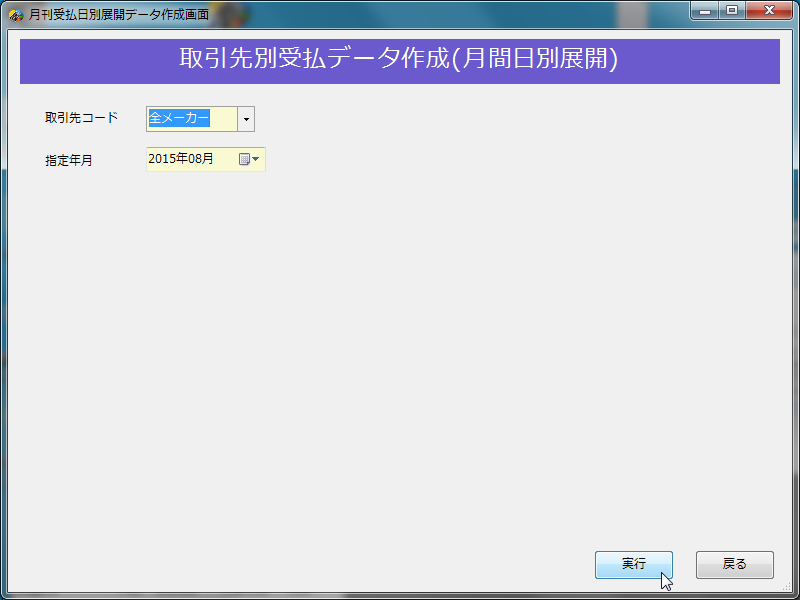 月刊受払日別展開データ作成画面
取引先別受払データ作成(月間日別展開)
取引先コード 全メーカー
指定年月 2015年08月
実行 戻る